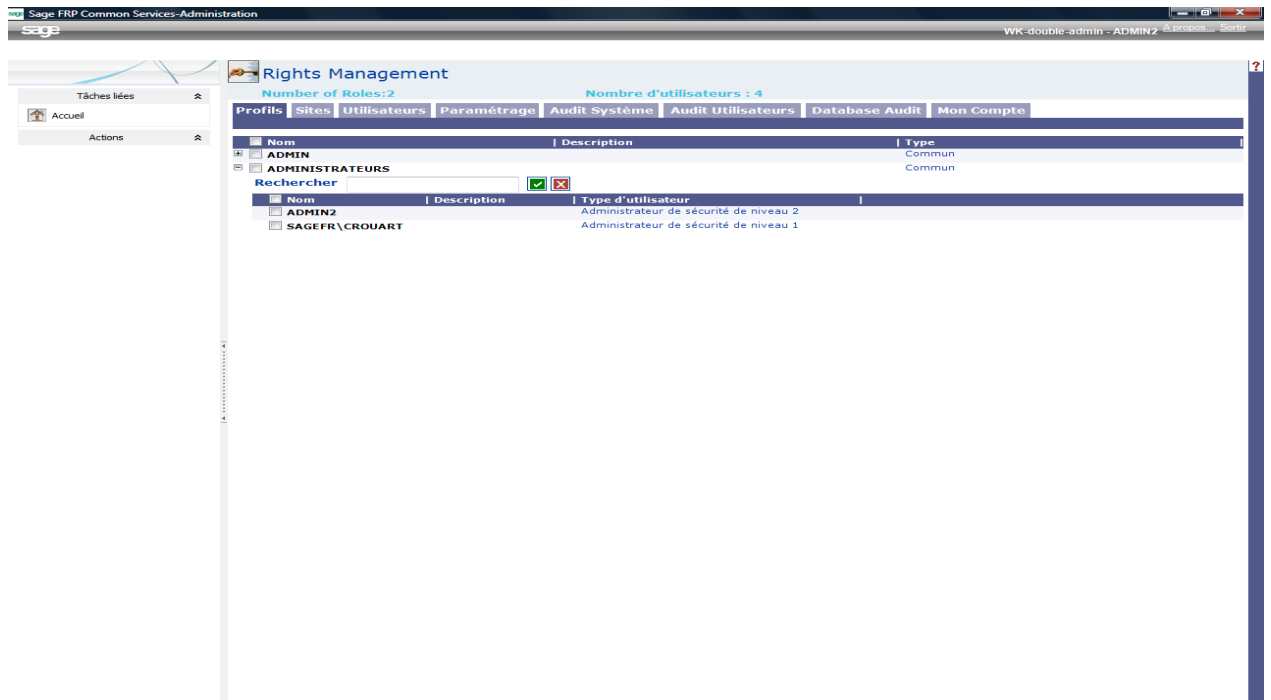 sage Sage FRP Common Services-Administration
sage WK-double-admin - ADMIN2 A propos... Sortir
?
Rights Management
Number of Roles:2 Nombre d'utilisateurs : 4
Tâches liées
Accueil
Actions
Profils Sites Utilisateurs Paramétrage Audit Système Audit Utilisateurs Database Audit Mon Compte
Nom | Description | Type |
ADMIN Commun
ADMINISTRATEURS Commun
Rechercher
Nom | Description | Type d'utilisateur |
ADMIN2 Administrateur de sécurité de niveau 2
SAGEFR\CROUART Administrateur de sécurité de niveau 1